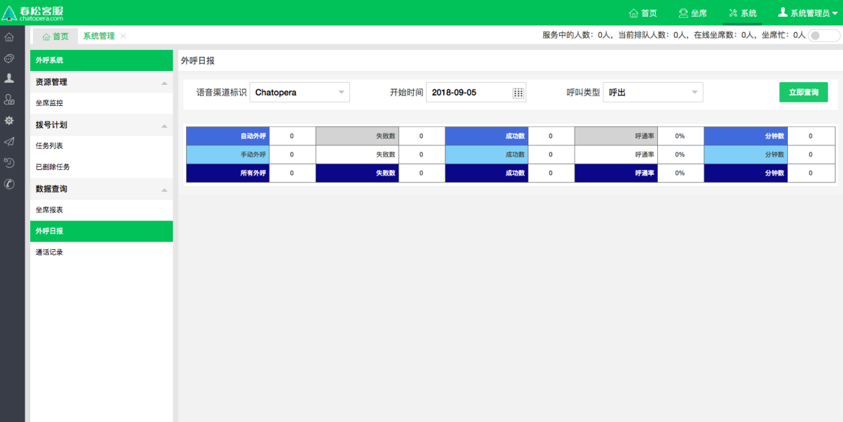 春松客服
chatopera.com
首页 坐席 系统 系统管理员
首页 系统管理
服务中的人数：0人，当前排队人数：0人，在线坐席数：0人，坐席忙：0人
外呼系统
资源管理
坐席监控
拨号计划
任务列表
已删除任务
数据查询
坐席报表
外呼日报
通话记录
外呼日报
语音渠道标识 Chatopera 开始时间 2018-09-05 呼叫类型 呼出 立即查询
自动外呼 0 失败数 0 成功数 0 呼通率 0% 分钟数 0
手动外呼 0 失败数 0 成功数 0 呼通率 0% 分钟数 0
所有外呼 0 失败数 0 成功数 0 呼通率 0% 分钟数 0